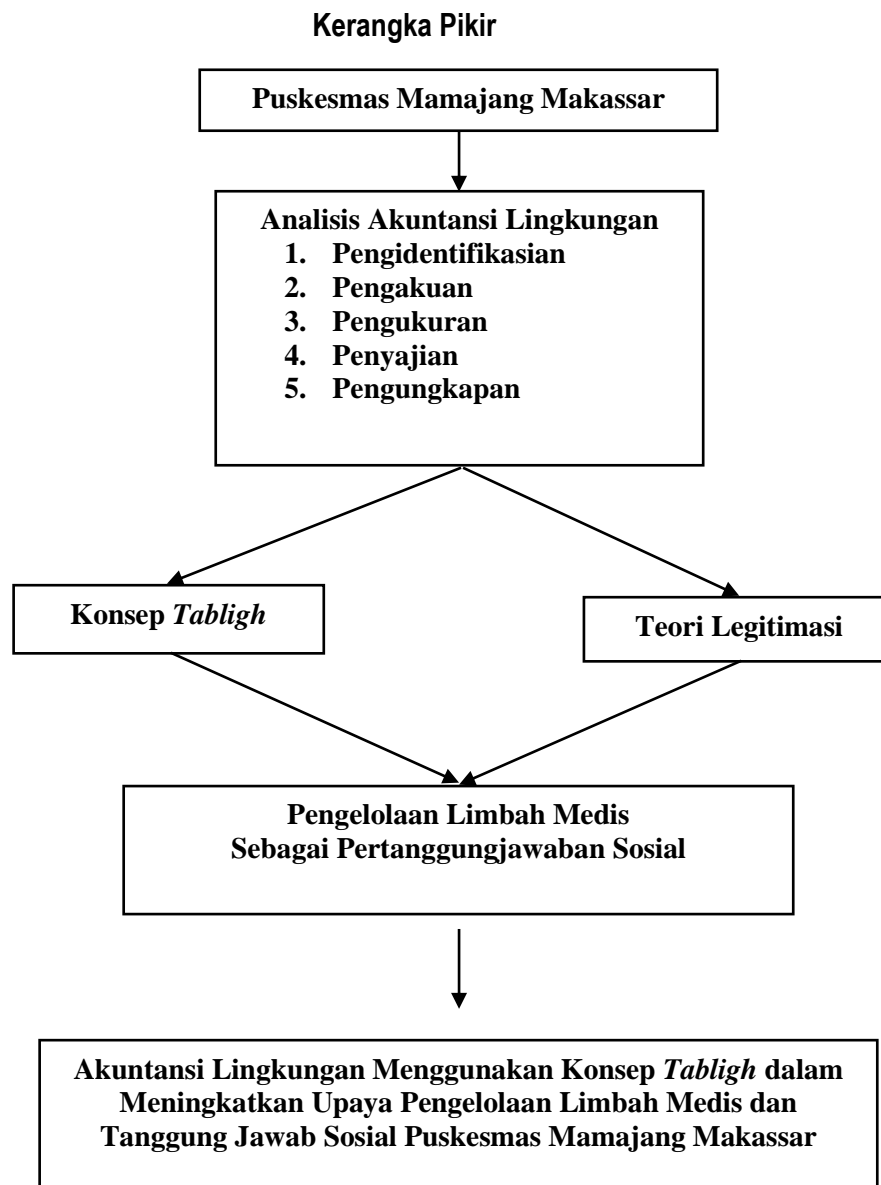 Kerangka Pikir
Puskesmas Mamajang Makassar
Analisis Akuntansi Lingkungan
1. Pengidentifikasian
2. Pengakuan
3. Pengukuran
4. Penyajian
5. Pengungkapan
Konsep Tabligh
Teori Legitimasi
Pengelolaan Limbah Medis
Sebagai Pertanggungjawaban Sosial
Akuntansi Lingkungan Menggunakan Konsep Tabligh dalam
Meningkatkan Upaya Pengelolaan Limbah Medis dan
Tanggung Jawab Sosial Puskesmas Mamajang Makassar